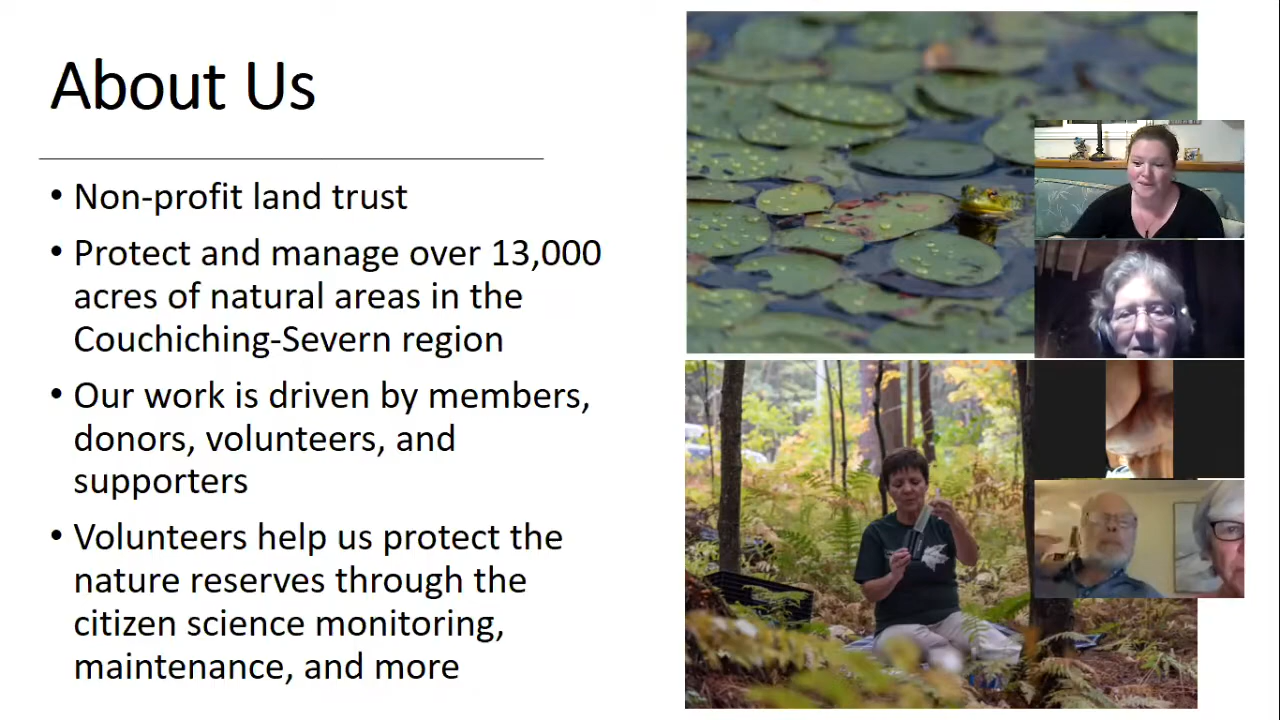 About Us
• Non-profit land trust
• Protect and manage over 13,000
acres of natural areas in the
Couchiching-Severn region
• Our work is driven by members,
donors, volunteers, and
supporters
• Volunteers help us protect the
nature reserves through the
citizen science monitoring,
maintenance, and more